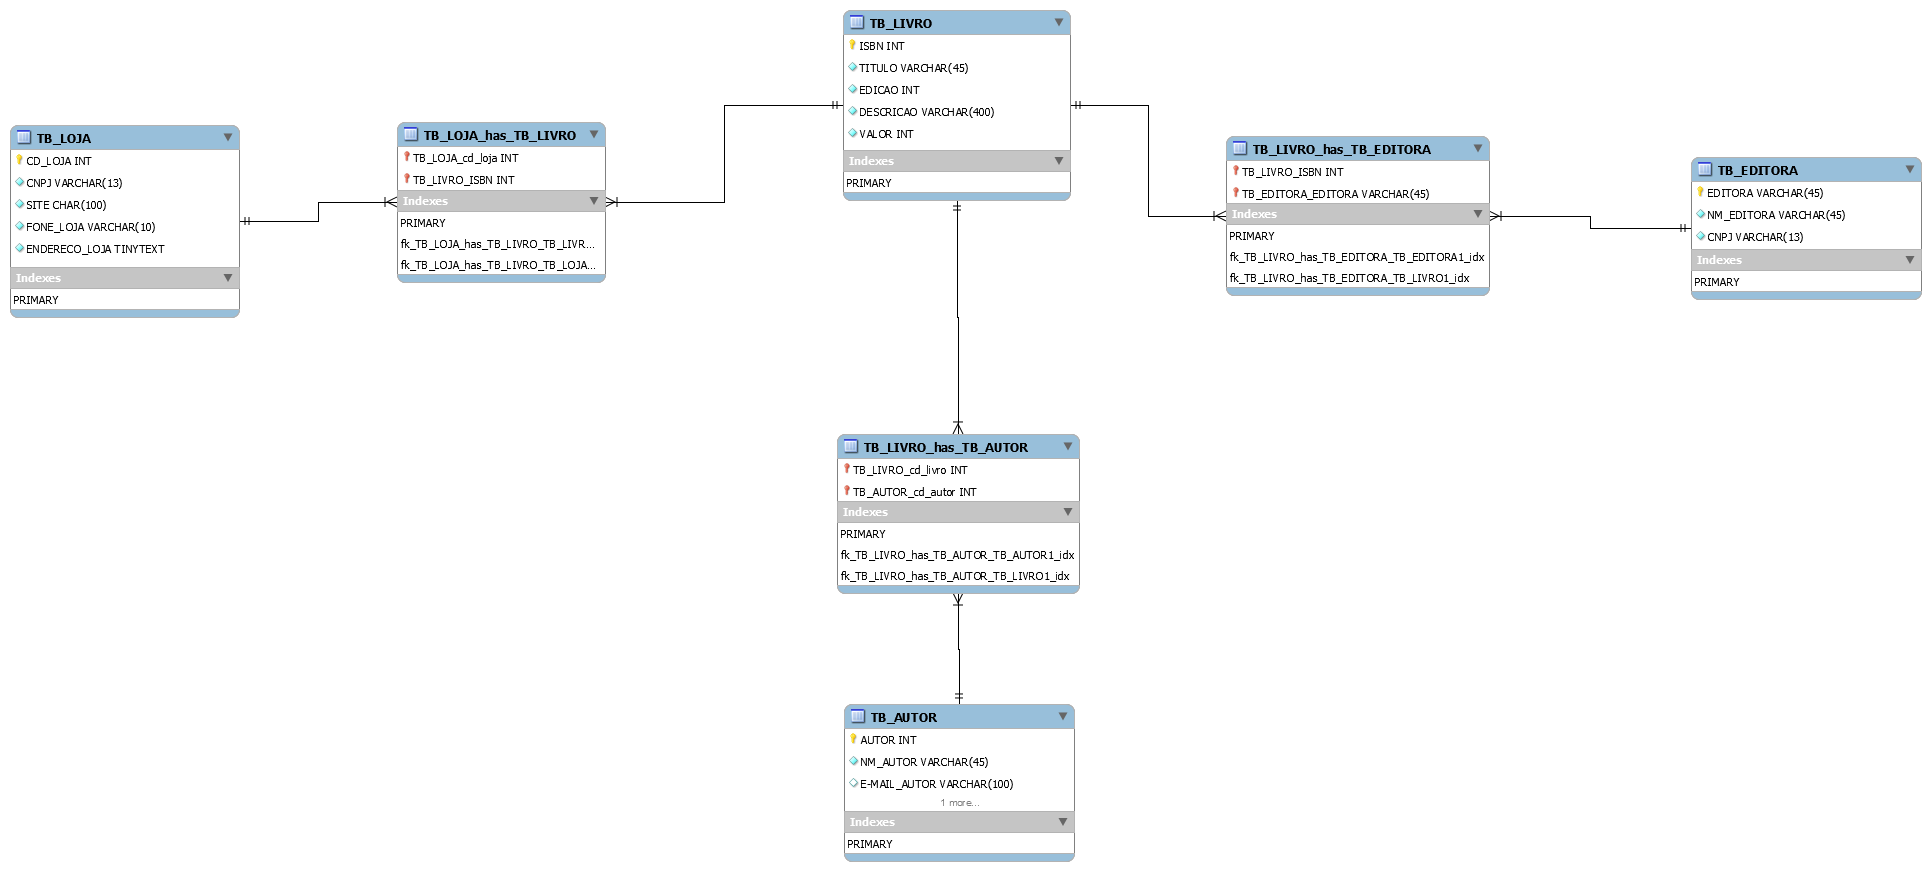 TB_LIVRO
ISBN INT
TITULO VARCHAR(45)
EDICAO INT
DESCRICAO VARCHAR(400)
VALOR INT
Indexes
PRIMARY
TB_LOJA
CD_LOJA INT
CNPJ VARCHAR(13)
SITE CHAR(100)
FONE_LOJA VARCHAR(10)
ENDERECO_LOJA TINYTEXT
Indexes
PRIMARY
TB_LOJA_has_TB_LIVRO
TB_LOJA_cd_loja INT
TB_LIVRO_ISBN INT
Indexes
PRIMARY
fk_TB_LOJA_has_TB_LIVRO_TB_LIVR...
fk_TB_LOJA_has_TB_LIVRO_TB_LOJA...
TB_LIVRO_has_TB_EDITORA
TB_LIVRO_ISBN INT
TB_EDITORA_EDITORA VARCHAR(45)
Indexes
PRIMARY
fk_TB_LIVRO_has_TB_EDITORA_TB_EDITORA1_idx
fk_TB_LIVRO_has_TB_EDITORA_TB_LIVRO1_idx
TB_EDITORA
EDITORA VARCHAR(45)
NM_EDITORA VARCHAR(45)
CNPJ VARCHAR(13)
Indexes
PRIMARY
TB_LIVRO_has_TB_AUTOR
TB_LIVRO_cd_livro INT
TB_AUTOR_cd_autor INT
Indexes
PRIMARY
fk_TB_LIVRO_has_TB_AUTOR_TB_AUTOR1_idx
fk_TB_LIVRO_has_TB_AUTOR_TB_LIVRO1_idx
TB_AUTOR
AUTOR INT
NM_AUTOR VARCHAR(45)
E-MAIL_AUTOR VARCHAR(100)
1 more...
Indexes
PRIMARY